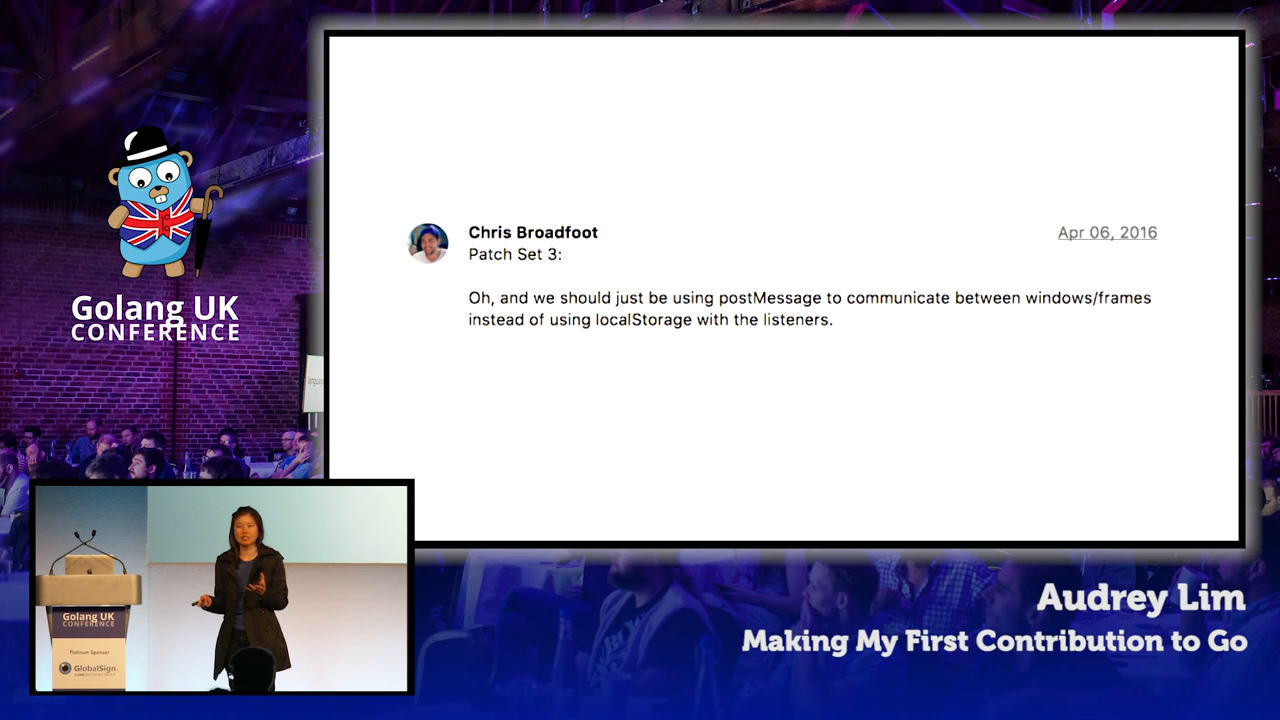 Golang UK
CONFERENCE
Chris Broadfoot
Apr 06, 2016
Patch Set 3:
Oh, and we should just be using postMessage to communicate between windows/frames
instead of using localStorage with the listeners.
Golang UK
CONFERENCE
Platinum Sponsor
GlobalSign
Audrey Lim
Making My First Contribution to Go